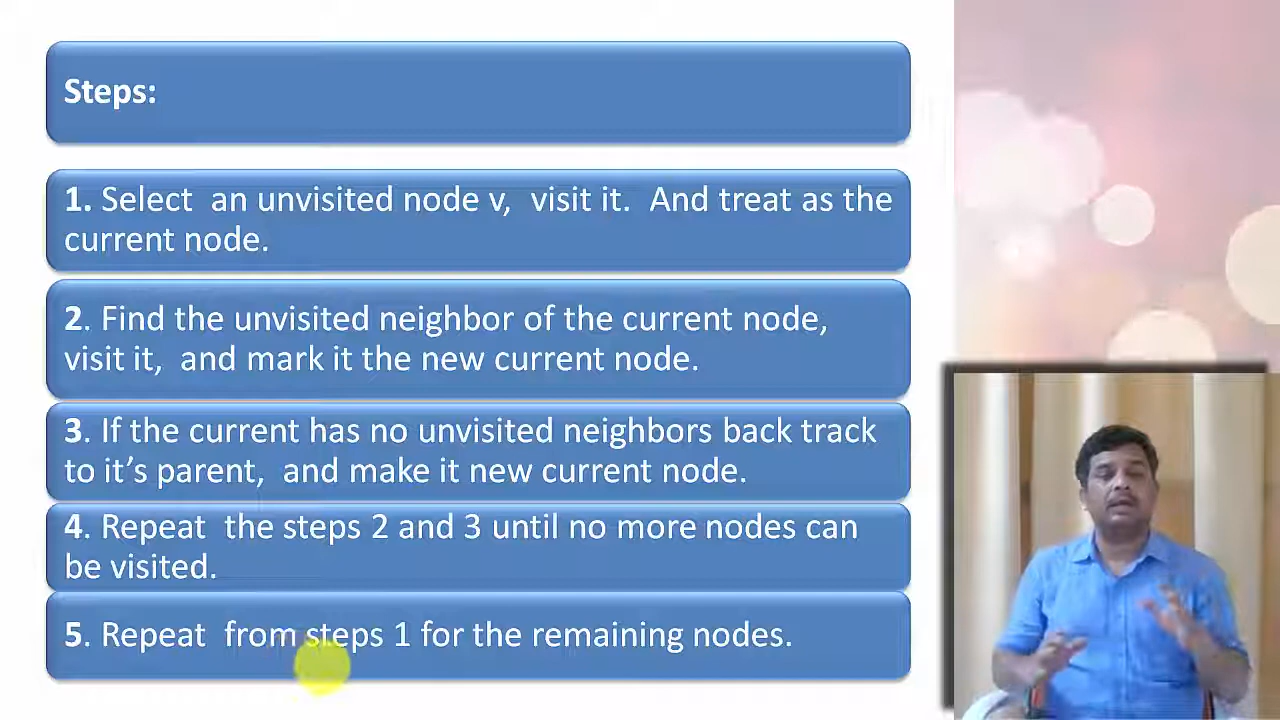 Steps:
1. Select an unvisited node v, visit it. And treat as the
current node.
2. Find the unvisited neighbor of the current node,
visit it, and mark it the new current node.
3. If the current has no unvisited neighbors back track
to it’s parent, and make it new current node.
4. Repeat the steps 2 and 3 until no more nodes can
be visited.
5. Repeat from steps 1 for the remaining nodes.